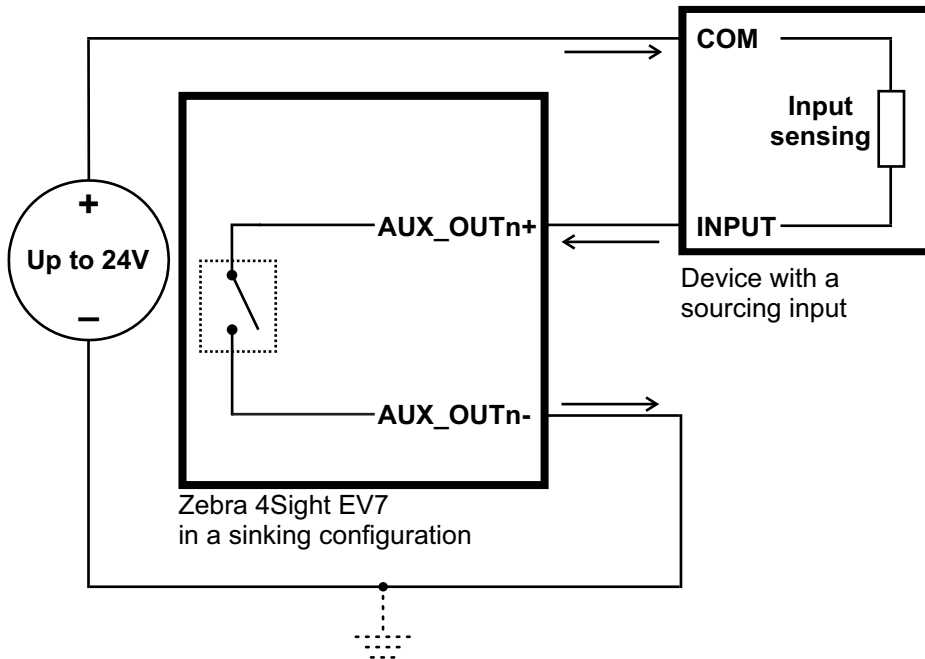 COM
Input
sensing
+
Up to 24V
–
AUX_OUTn+
INPUT
Device with a
sourcing input
AUX_OUTn-
Zebra 4Sight EV7
in a sinking configuration